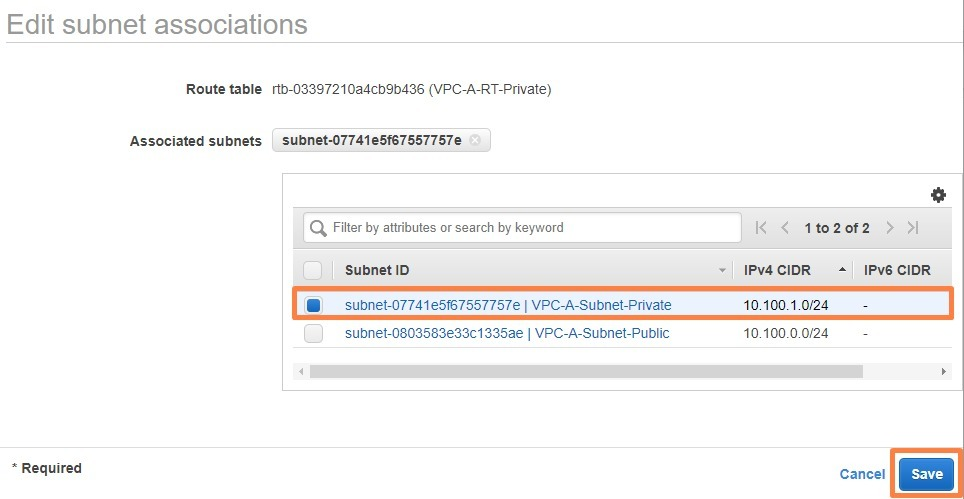 Edit subnet associations
Route table rtb-03397210a4cb9b436 (VPC-A-RT-Private)
Associated subnets subnet-07741e5f67557757e
Filter by attributes or search by keyword 1 to 2 of 2
Subnet ID IPv4 CIDR IPv6 CIDR
subnet-07741e5f67557757e | VPC-A-Subnet-Private 10.100.1.0/24 -
subnet-0803583e33c1335ae | VPC-A-Subnet-Public 10.100.0.0/24 -
* Required
Cancel Save